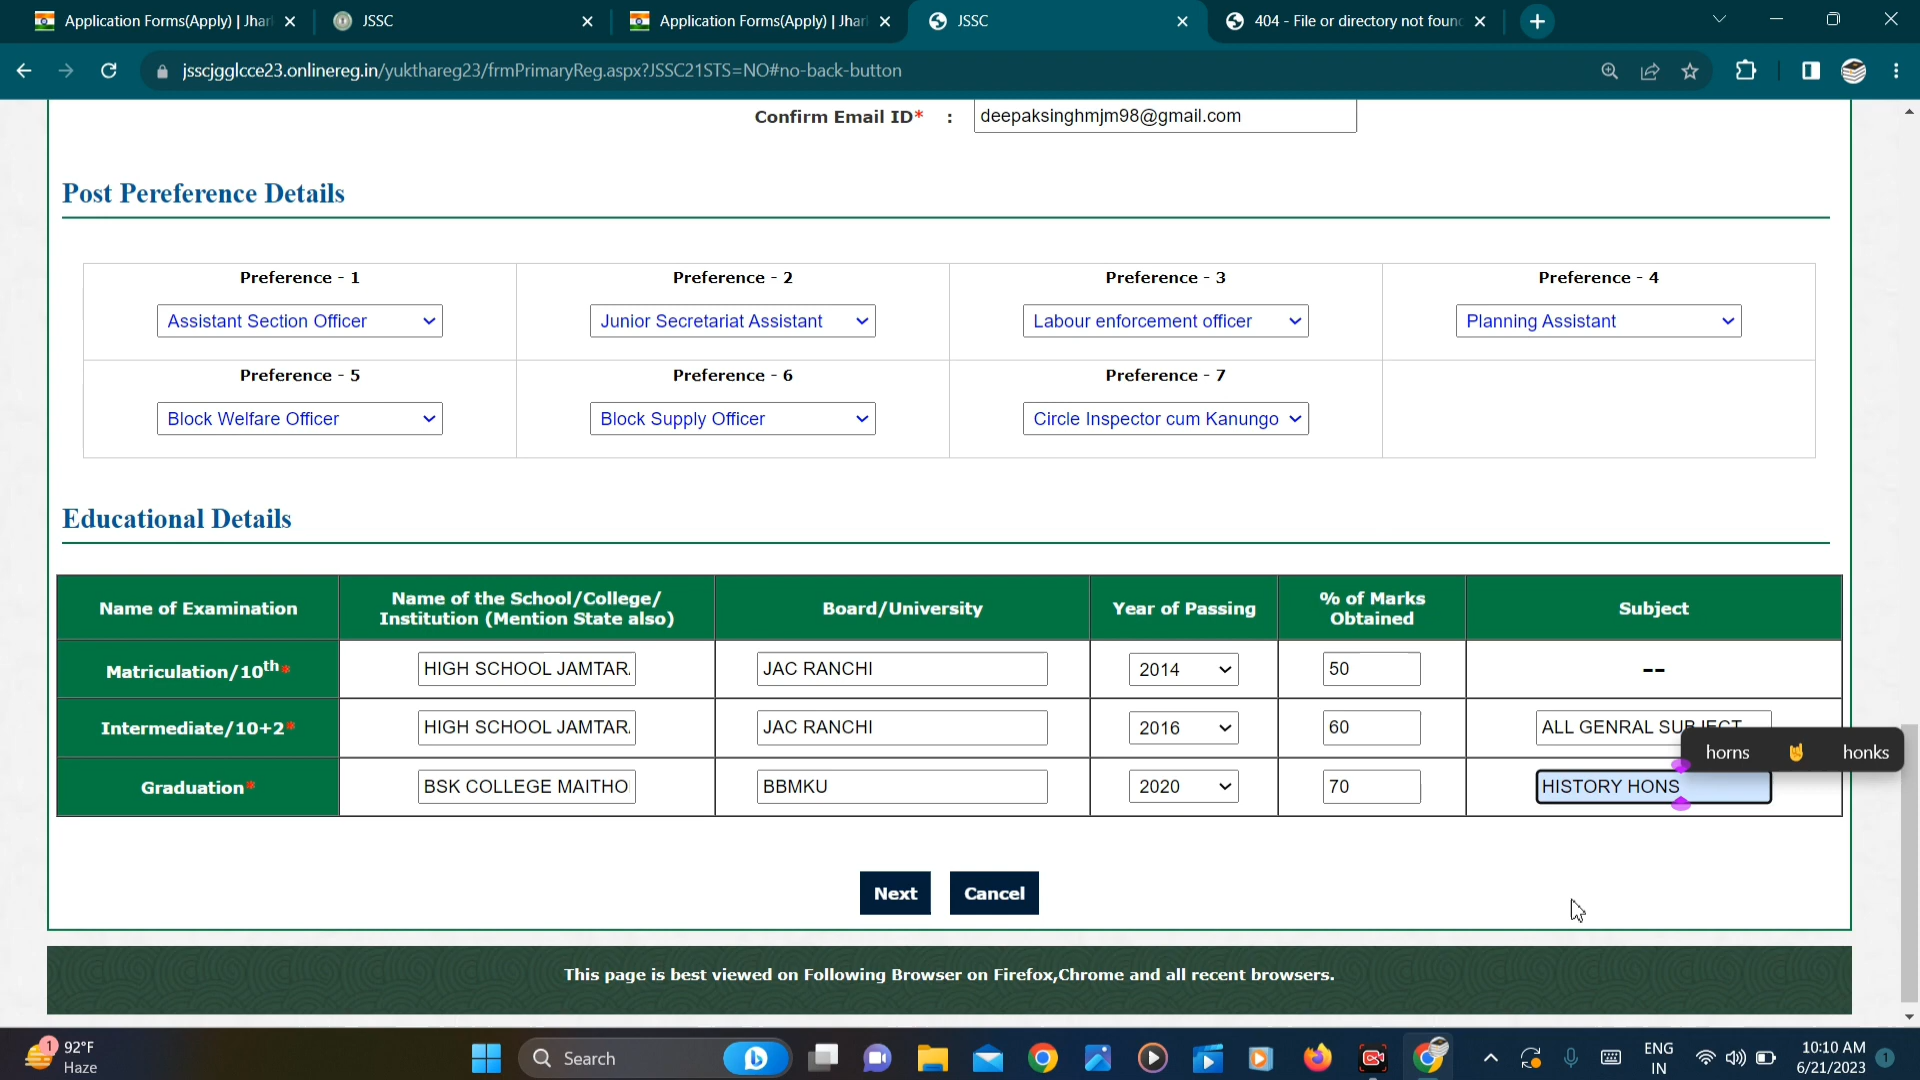 Application Forms(Apply) | Jhar
JSSC
Application Forms(Apply) | Jhar
JSSC
404 - File or directory not found
jsscjgglcce23.onlinereg.in/yukthareg23/frmPrimaryReg.aspx?JSSC21STS=NO#no-back-button
Confirm Email ID* : deepaksinghmjm98@gmail.com
Post Pereference Details
Preference - 1 Preference - 2 Preference - 3 Preference - 4
Assistant Section Officer Junior Secretariat Assistant Labour enforcement officer Planning Assistant
Preference - 5 Preference - 6 Preference - 7
Block Welfare Officer Block Supply Officer Circle Inspector cum Kanungo
Educational Details
Name of Examination Name of the School/College/ Board/University Year of Passing % of Marks Subject
Institution (Mention State also) Obtained
Matriculation/10th* HIGH SCHOOL JAMTAR JAC RANCHI 2014 50 --
Intermediate/10+2* HIGH SCHOOL JAMTAR JAC RANCHI 2016 60 ALL GENRAL SUBJECT
horns 🤘 honks
Graduation* BSK COLLEGE MAITHO BBMKU 2020 70 HISTORY HONS
Next Cancel
This page is best viewed on Following Browser on Firefox,Chrome and all recent browsers.
1 92°F
Haze
Search
ENG
IN
10:10 AM
6/21/2023
1